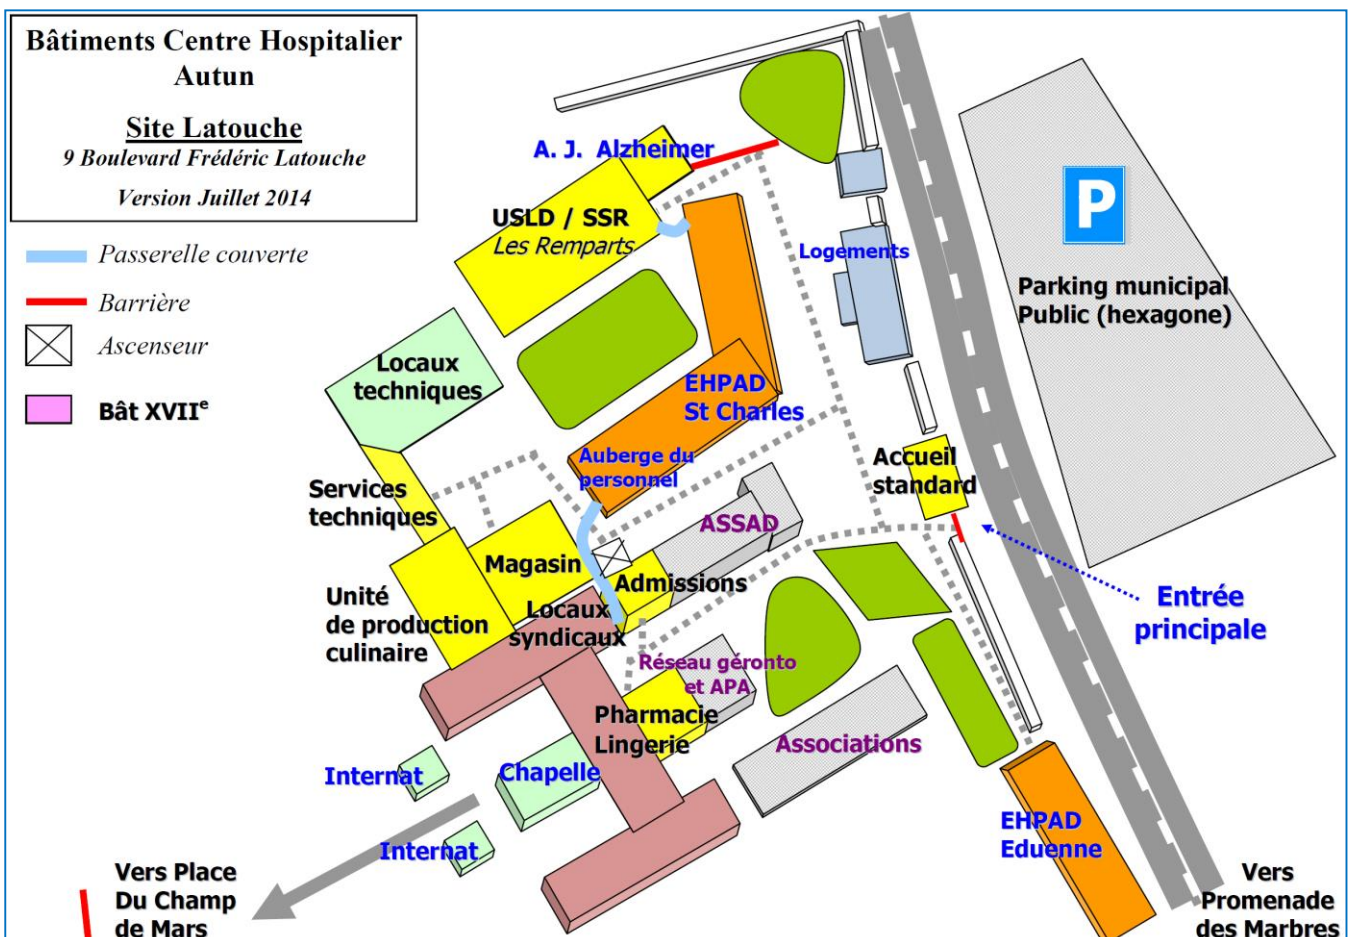 Bâtiments Centre Hospitalier
Autun
Site Latouche
9 Boulevard Frédéric Latouche
Version Juillet 2014
Passerelle couverte
Barrière
Ascenseur
Bât XVIIᵉ
A. J. Alzheimer
USLD / SSR
Les Remparts
Logements
P
Parking municipal
Public (hexagone)
Locaux
techniques
EHPAD
St Charles
Auberge du
personnel
Accueil
standard
Services
techniques
ASSAD
Magasin
Admissions
Unité
de production
culinaire
Locaux
syndicaux
Entrée
principale
Réseau géronto
et APA
Pharmacie
Lingerie
Associations
Internat
Chapelle
Internat
EHPAD
Eduenne
Vers Place
Du Champ
de Mars
Vers
Promenade
des Marbres